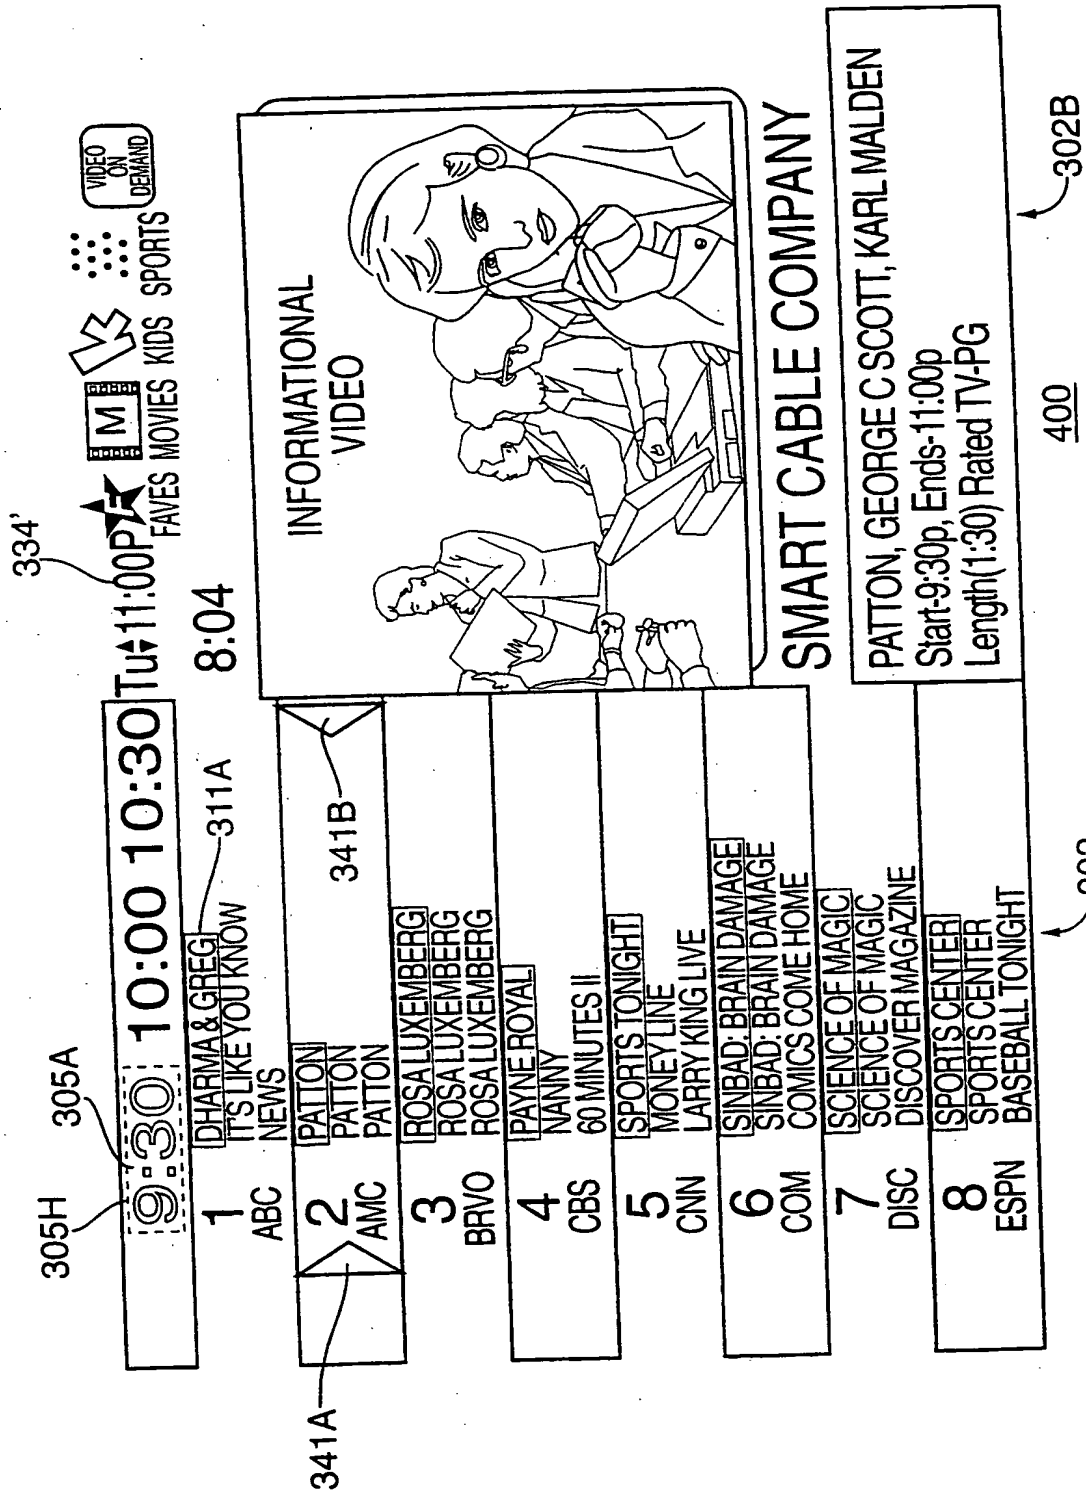 334'
305H
305A
9:30 10:00 10:30 Tu 11:00P
F
FAVES
M
MOVIES
KIDS
SPORTS
VIDEO
ON
DEMAND
8:04
311A
1
ABC
DHARMA & GREG
IT'S LIKE YOU KNOW
NEWS
341A
2
AMC
PATTON
PATTON
PATTON
341B
3
BRVO
ROSA LUXEMBERG
ROSA LUXEMBERG
ROSA LUXEMBERG
4
CBS
PAYNE ROYAL
NANNY
60 MINUTES II
5
CNN
SPORTS TONIGHT
MONEY LINE
LARRY KING LIVE
6
COM
SINBAD: BRAIN DAMAGE
SINBAD: BRAIN DAMAGE
COMICS COME HOME
7
DISC
SCIENCE OF MAGIC
SCIENCE OF MAGIC
DISCOVER MAGAZINE
8
ESPN
SPORTS CENTER
SPORTS CENTER
BASEBALL TONIGHT
INFORMATIONAL
VIDEO
SMART CABLE COMPANY
PATTON, GEORGE C SCOTT, KARL MALDEN
Start-9:30p, Ends-11:00p
Length(1:30) Rated TV-PG
302B
400